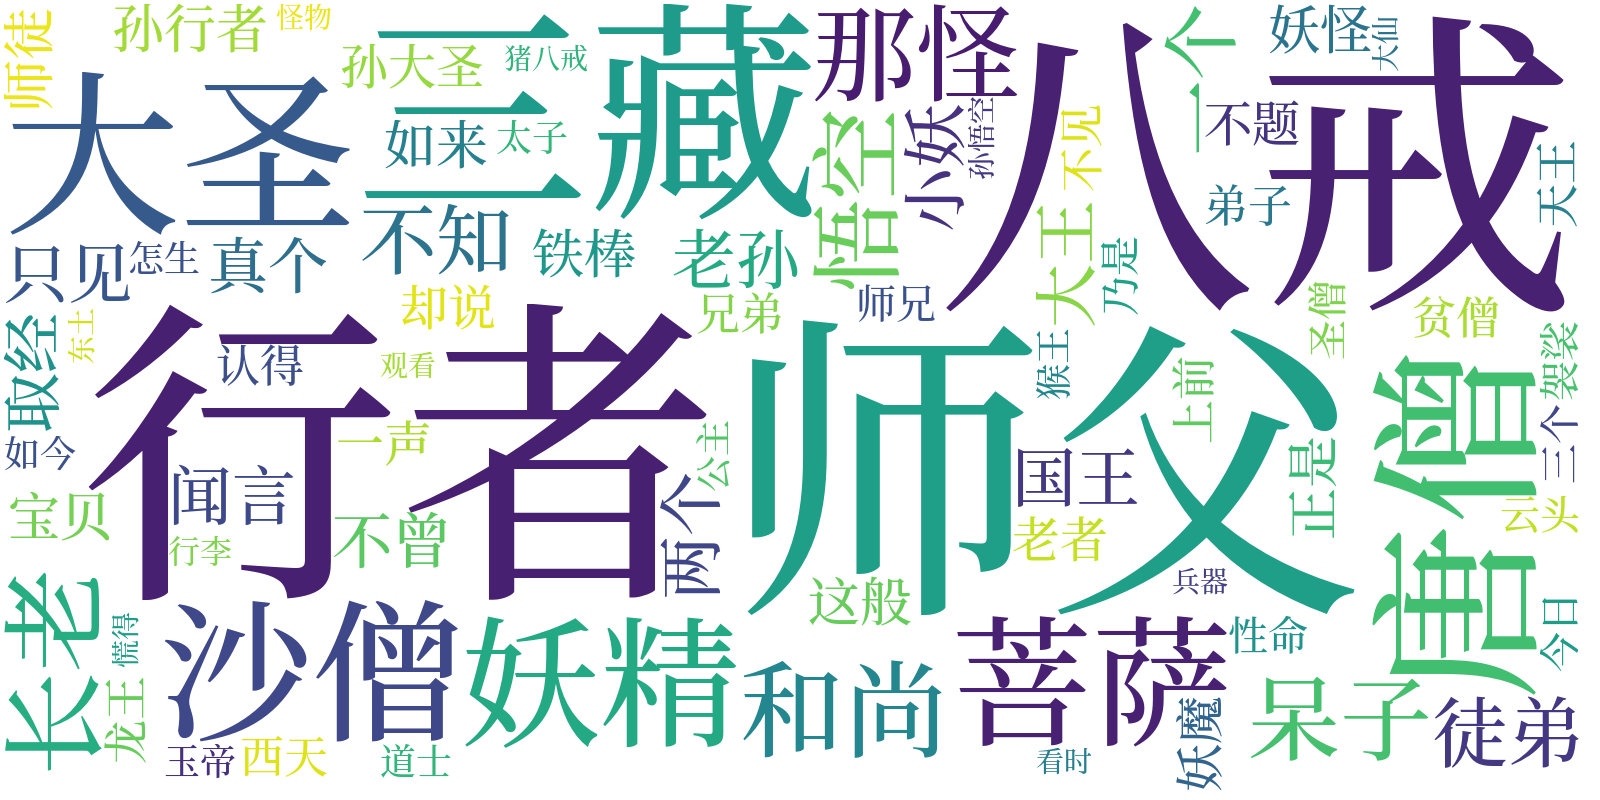 师徒
孙行者
怪物
孙大圣
猪八戒
三藏
那怪
八戒
一个
妖怪
大仙
大圣
如来
太子
悟空
小妖
孙悟空
不见
不题
弟子
天王
只见
怎生
真个
不知
铁棒
老孙
大王
乃是
取经
东土
却说
兄弟
师兄
猴王
上前
圣僧
贫僧
袈裟
认得
观看
行者
师父
唐僧
如今
一声
公主
国王
正是
三个
云头
宝贝
闻言
行李
不曾
两个
老者
兵器
长老
慌得
沙僧
妖精
这般
和尚
菩萨
性命
今日
龙王
玉帝
西天
道士
看时
妖魔
呆子
徒弟